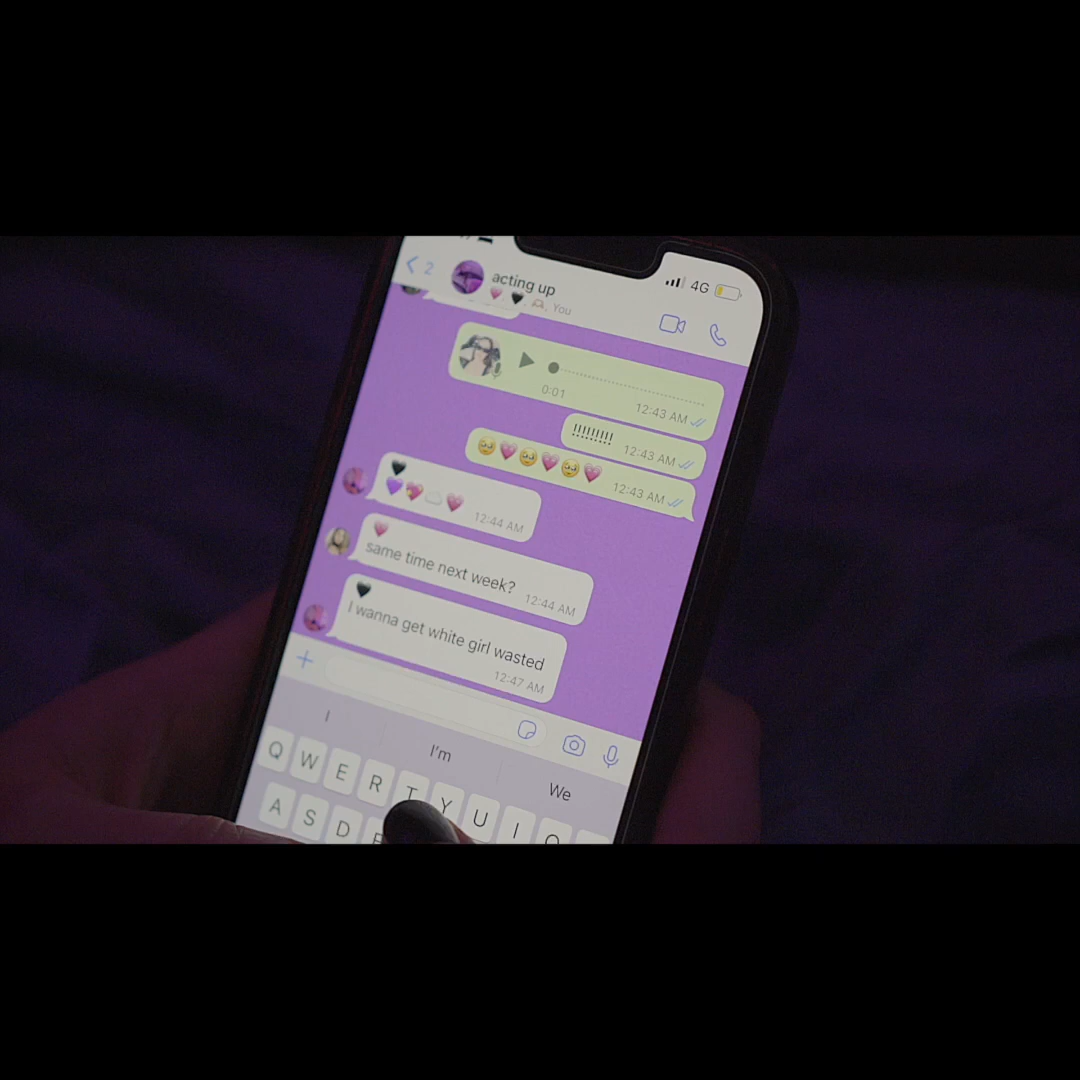 4G
2
acting up
💗, 🖤, 🫶🏻, You
0:01
12:43 AM
!!!!!!!!!
12:43 AM
🥹💗🥹💗🥹💗
12:43 AM
🖤
💜💖☁️💗
12:44 AM
💗
same time next week?
12:44 AM
🖤
I wanna get white girl wasted
12:47 AM
I I'm We
Q W E R T Y U I O
A S D F